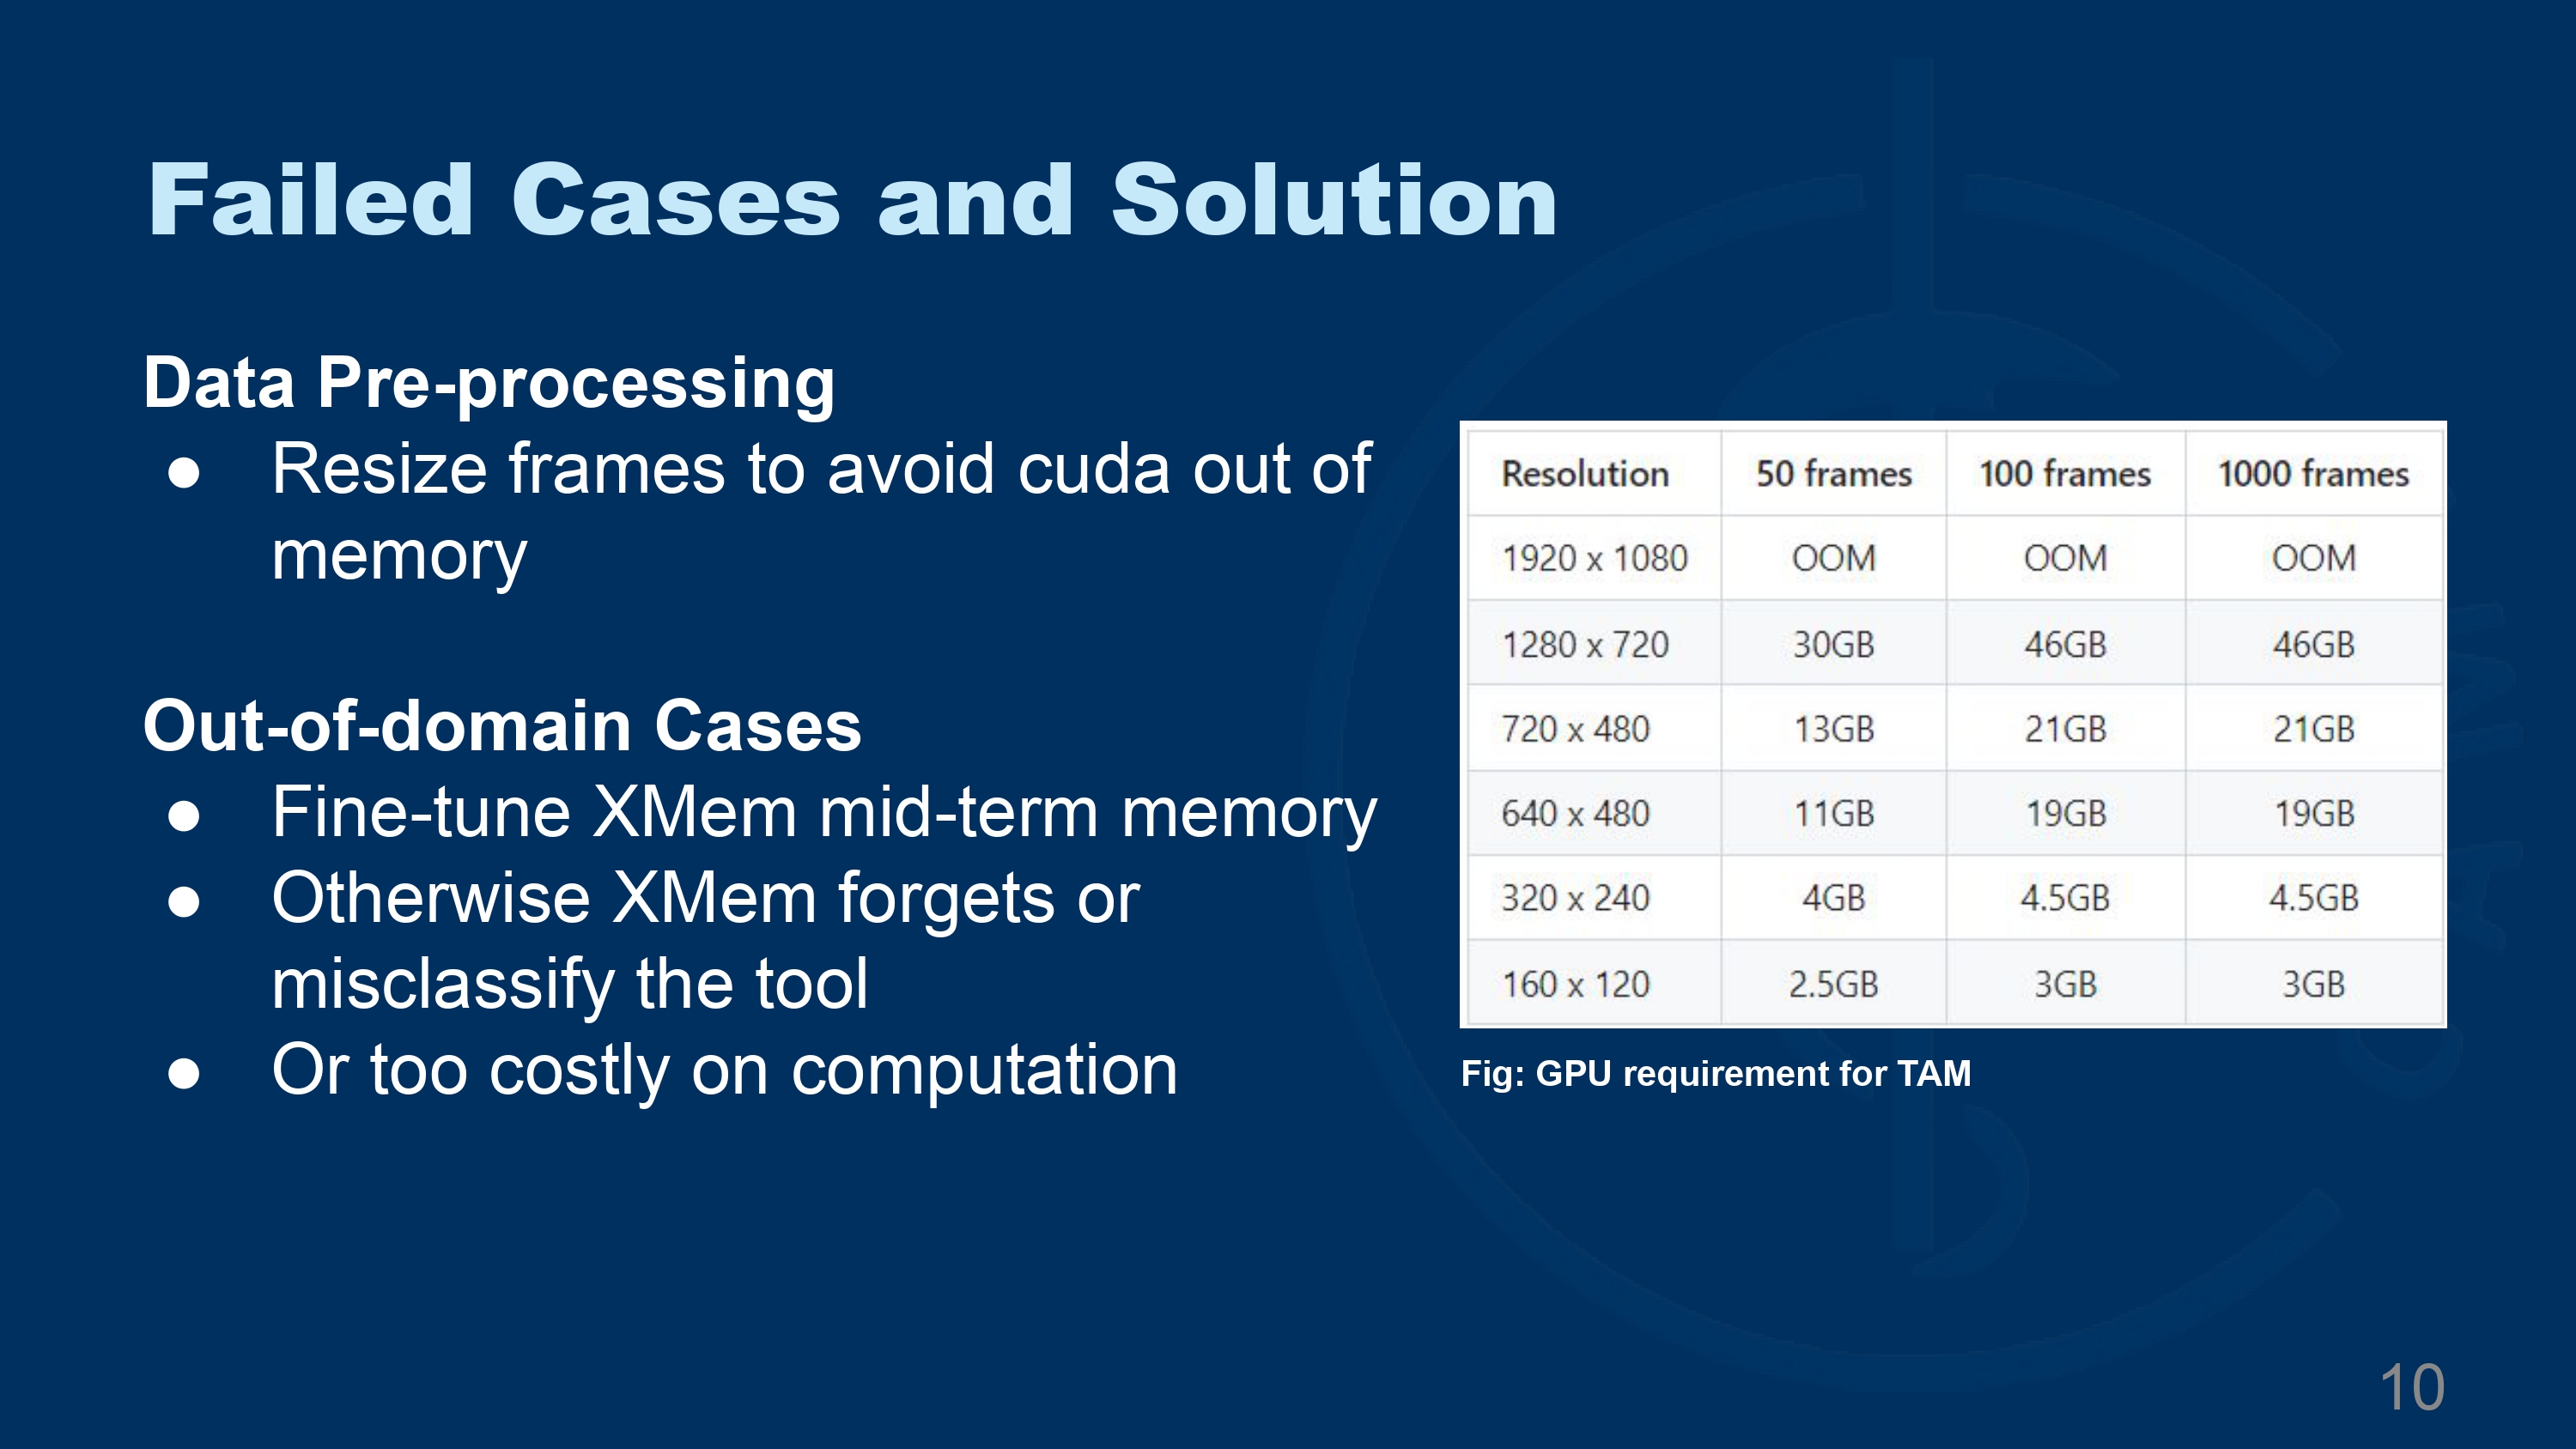 Failed Cases and Solution
Data Pre-processing
● Resize frames to avoid cuda out of
memory
Out-of-domain Cases
● Fine-tune XMem mid-term memory
● Otherwise XMem forgets or
misclassify the tool
● Or too costly on computation
Resolution 50 frames 100 frames 1000 frames
1920 x 1080 OOM OOM OOM
1280 x 720 30GB 46GB 46GB
720 x 480 13GB 21GB 21GB
640 x 480 11GB 19GB 19GB
320 x 240 4GB 4.5GB 4.5GB
160 x 120 2.5GB 3GB 3GB
Fig: GPU requirement for TAM
10